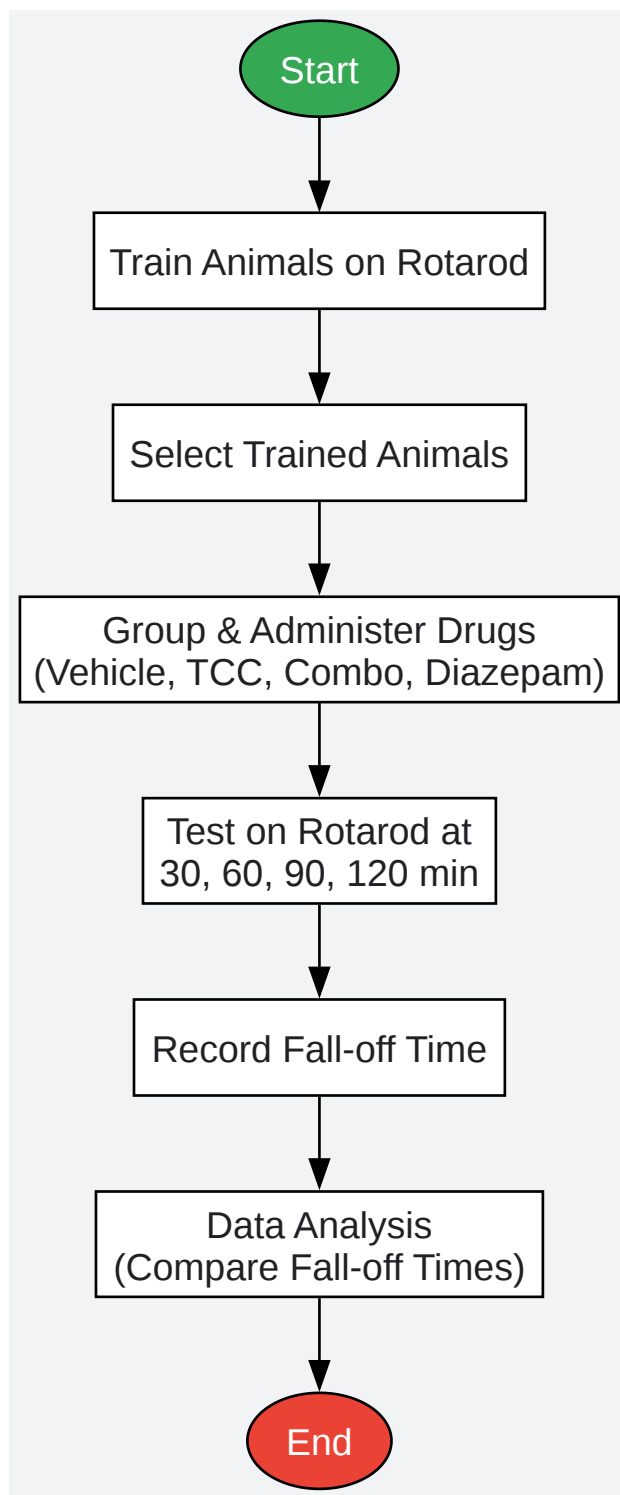 Start
Train Animals on Rotarod
Select Trained Animals
Group & Administer Drugs
(Vehicle, TCC, Combo, Diazepam)
Test on Rotarod at
30, 60, 90, 120 min
Record Fall-off Time
Data Analysis
(Compare Fall-off Times)
End